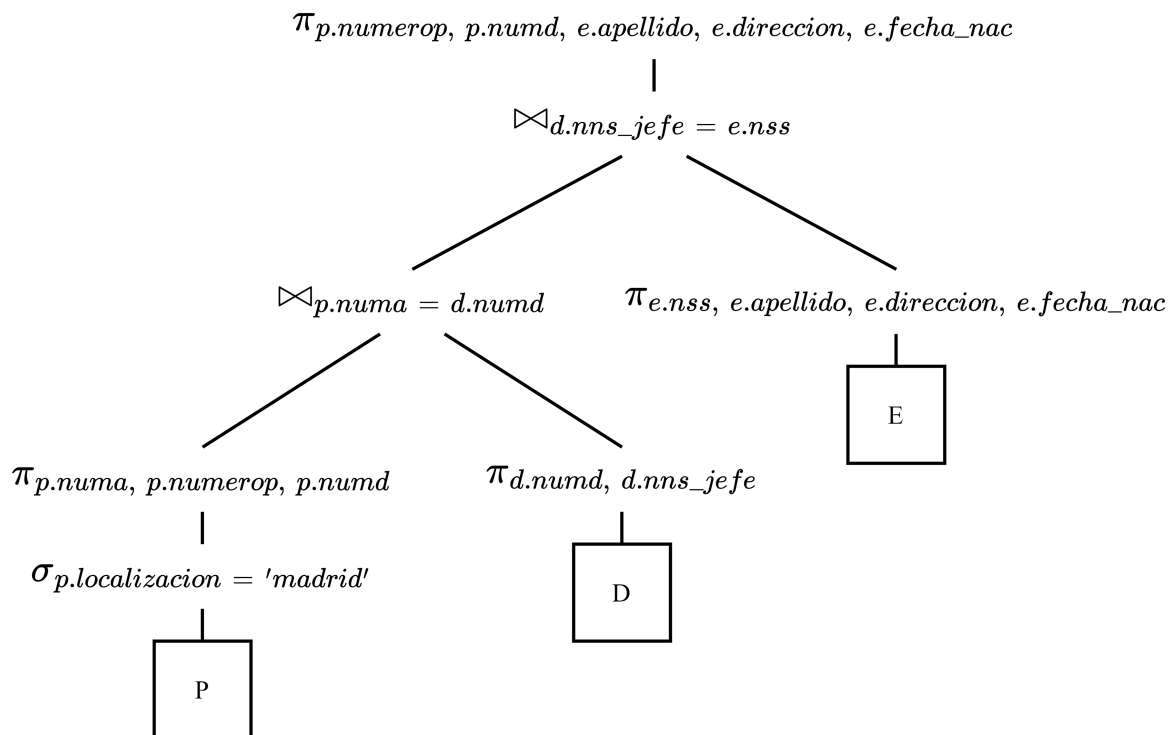 π p.numerop, p.numd, e.apellido, e.direccion, e.fecha_nac
⋈ d.nns_jefe = e.nss
⋈ p.numa = d.numd
π e.nss, e.apellido, e.direccion, e.fecha_nac
E
π p.numa, p.numerop, p.numd
π d.numd, d.nns_jefe
σ p.localizacion = 'madrid'
D
P